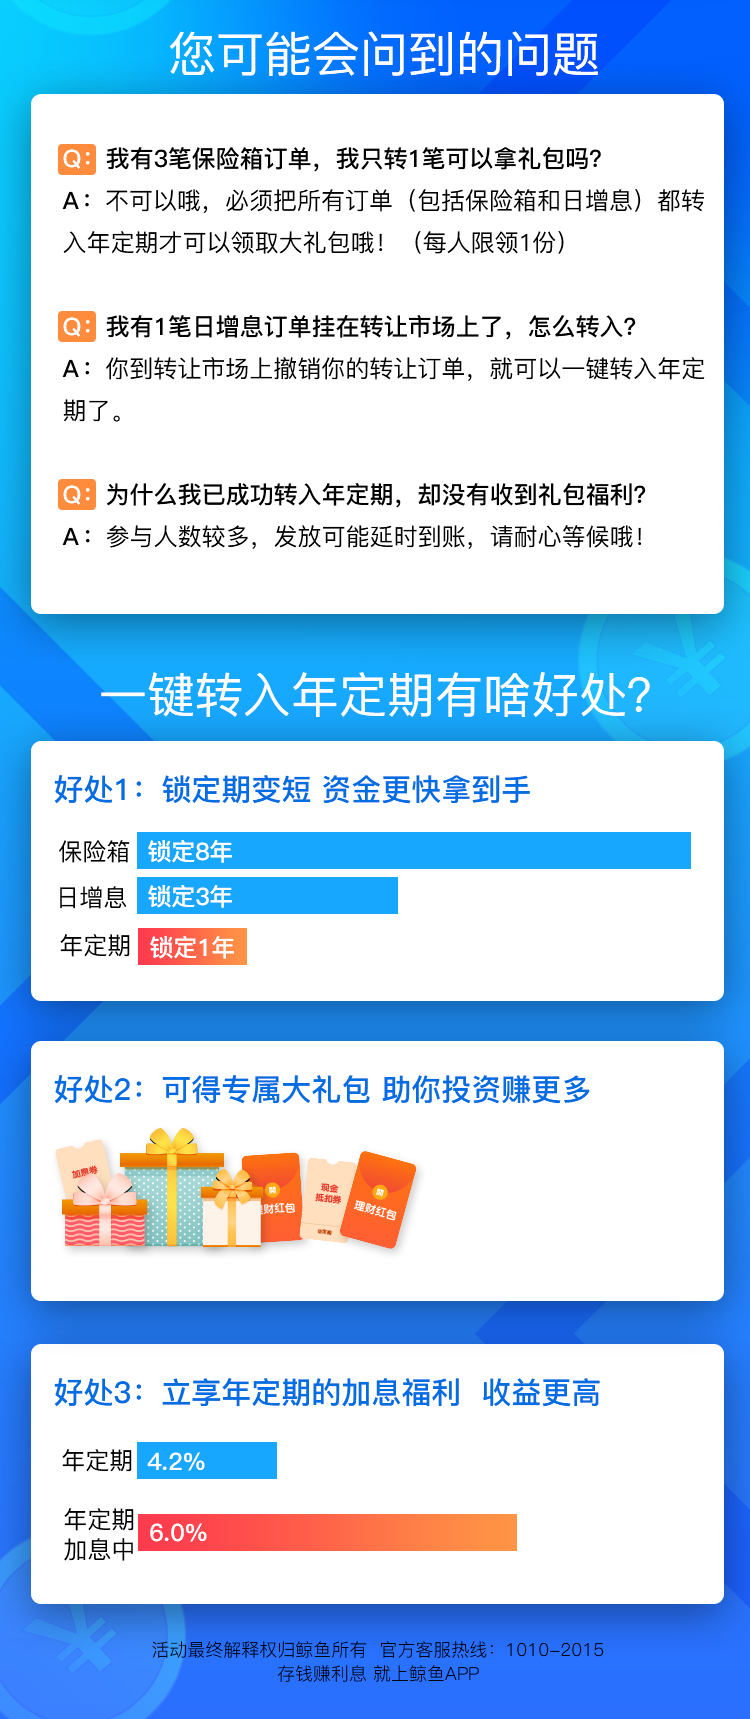 您可能会问到的问题
Q：我有3笔保险箱订单，我只转1笔可以拿礼包吗？
A：不可以哦，必须把所有订单（包括保险箱和日增息）都转
入年定期才可以领取大礼包哦！（每人限领1份）
Q：我有1笔日增息订单挂在转让市场上了，怎么转入？
A：你到转让市场上撤销你的转让订单，就可以一键转入年定
期了。
Q：为什么我已成功转入年定期，却没有收到礼包福利？
A：参与人数较多，发放可能延时到账，请耐心等候哦！
一键转入年定期有啥好处？
好处1：锁定期变短 资金更快拿到手
保险箱 锁定8年
日增息 锁定3年
年定期 锁定1年
好处2：可得专属大礼包 助你投资赚更多
加息券
理财红包
现金
抵扣券
理财红包
好处3：立享年定期的加息福利 收益更高
年定期 4.2%
年定期
加息中 6.0%
活动最终解释权归鲸鱼所有 官方客服热线：1010-2015
存钱赚利息 就上鲸鱼APP